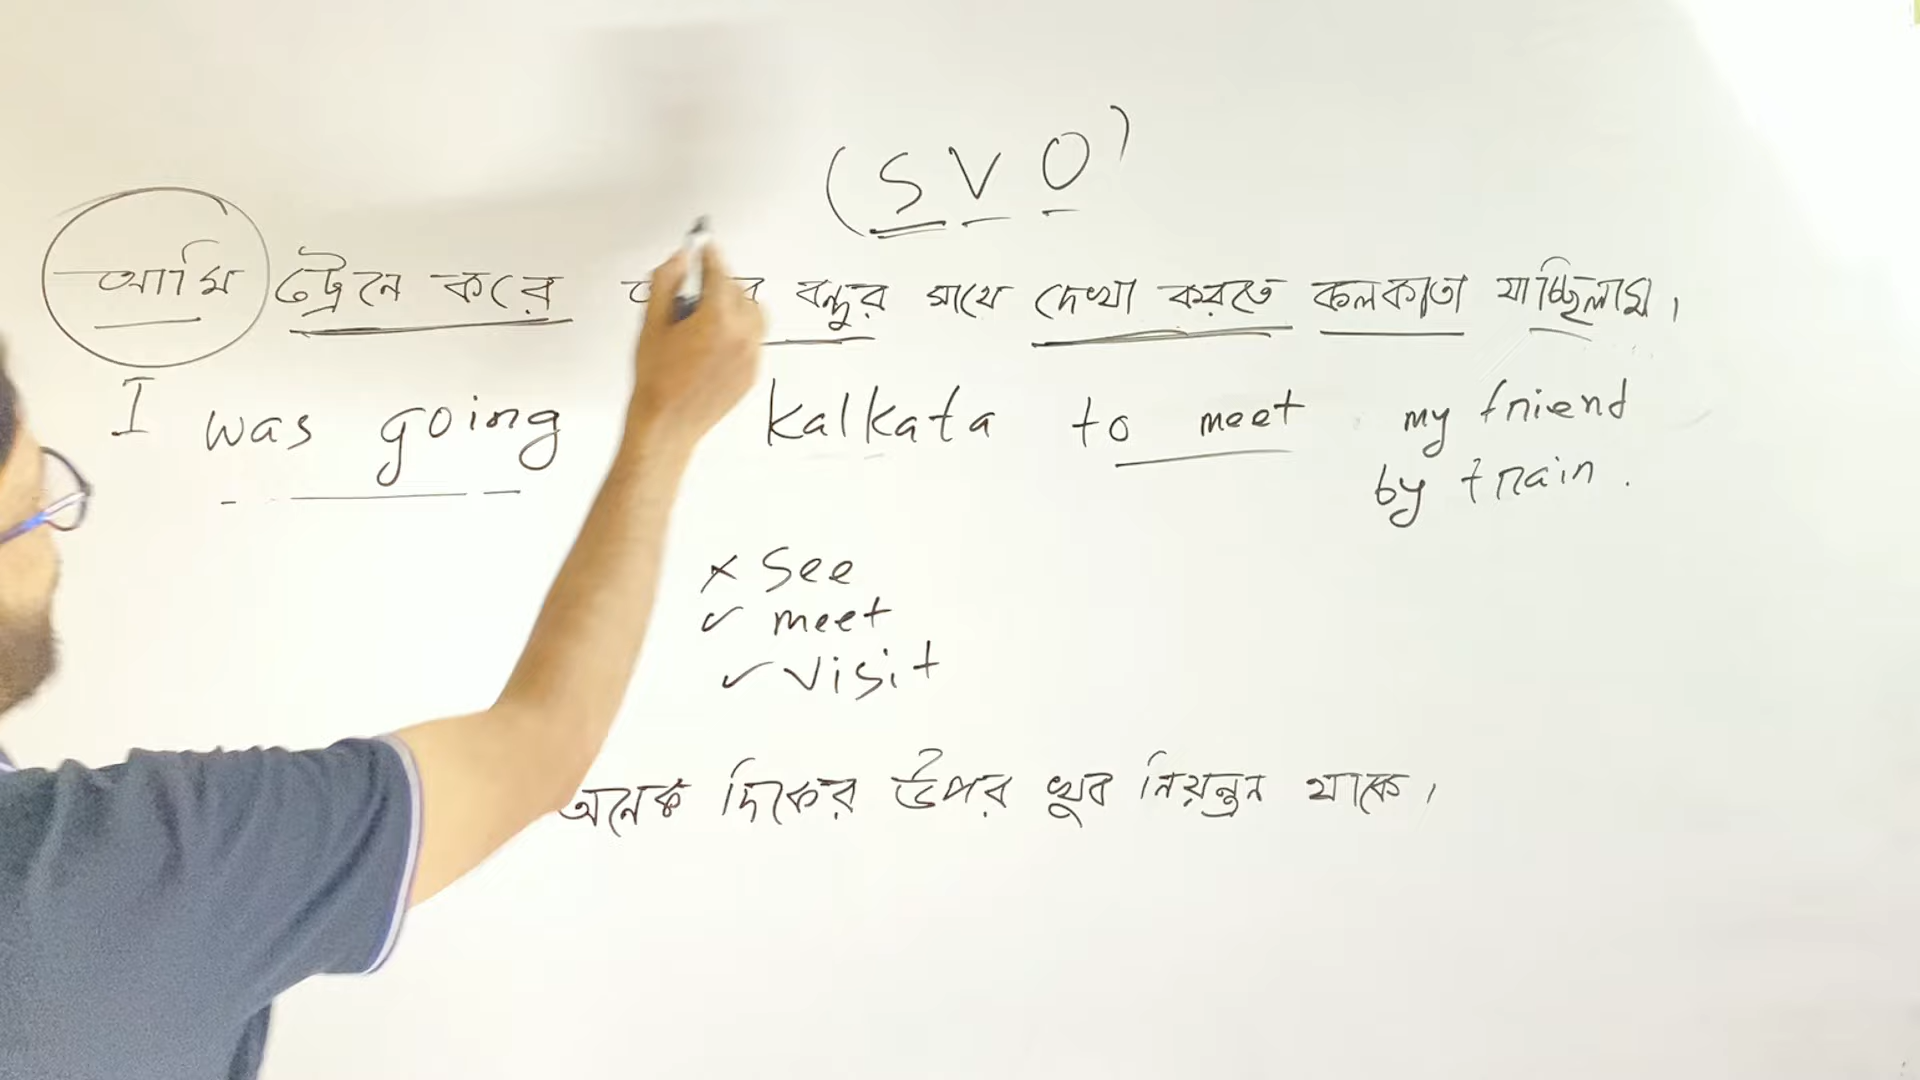 (S V O)
আমি ট্রেনে করে বন্ধুর সাথে দেখা করতে কলকাতা যাচ্ছিলাম।
I was going Kalkata to meet my friend
by train.
× See
✓ meet
✓ visit
অনেক দিকের উপর খুব নিয়ন্ত্রন থাকে।